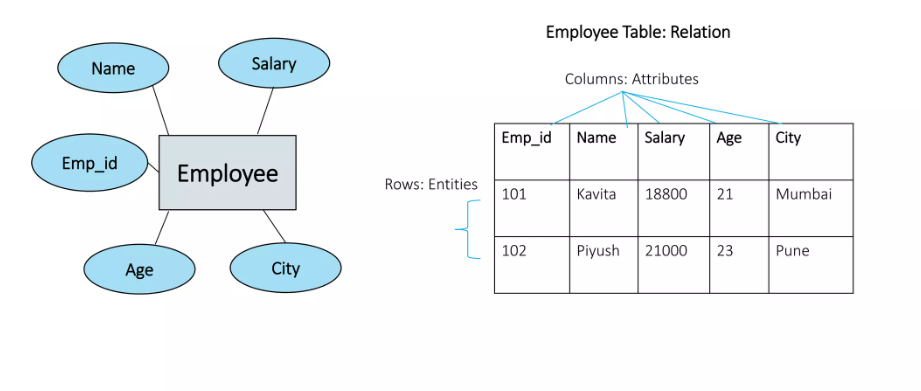 Name
Salary
Emp_id
Employee
Age
City
Employee Table: Relation
Columns: Attributes
Rows: Entities
Emp_id Name Salary Age City
101 Kavita 18800 21 Mumbai
102 Piyush 21000 23 Pune